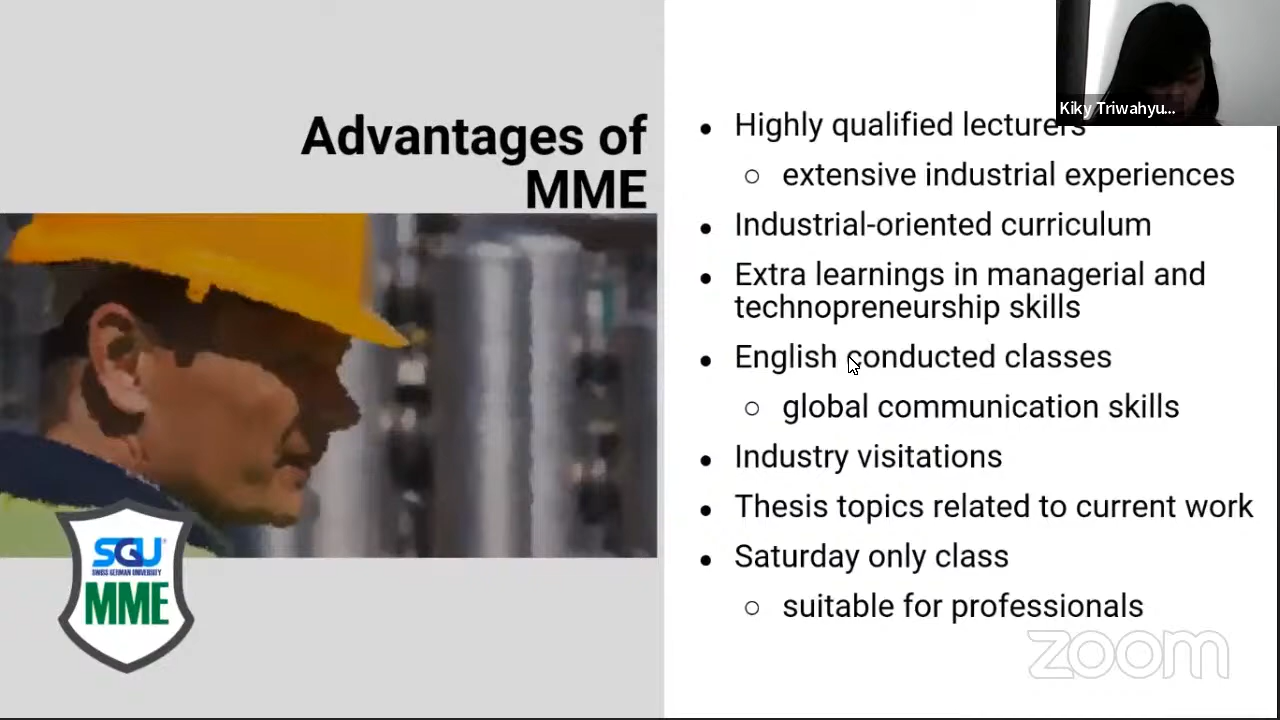 Advantages of
MME
Kiky Triwahyu...
• Highly qualified lecturers
○ extensive industrial experiences
• Industrial-oriented curriculum
• Extra learnings in managerial and
technopreneurship skills
• English conducted classes
○ global communication skills
• Industry visitations
• Thesis topics related to current work
• Saturday only class
○ suitable for professionals
SGU
SWISS GERMAN UNIVERSITY
MME
zoom